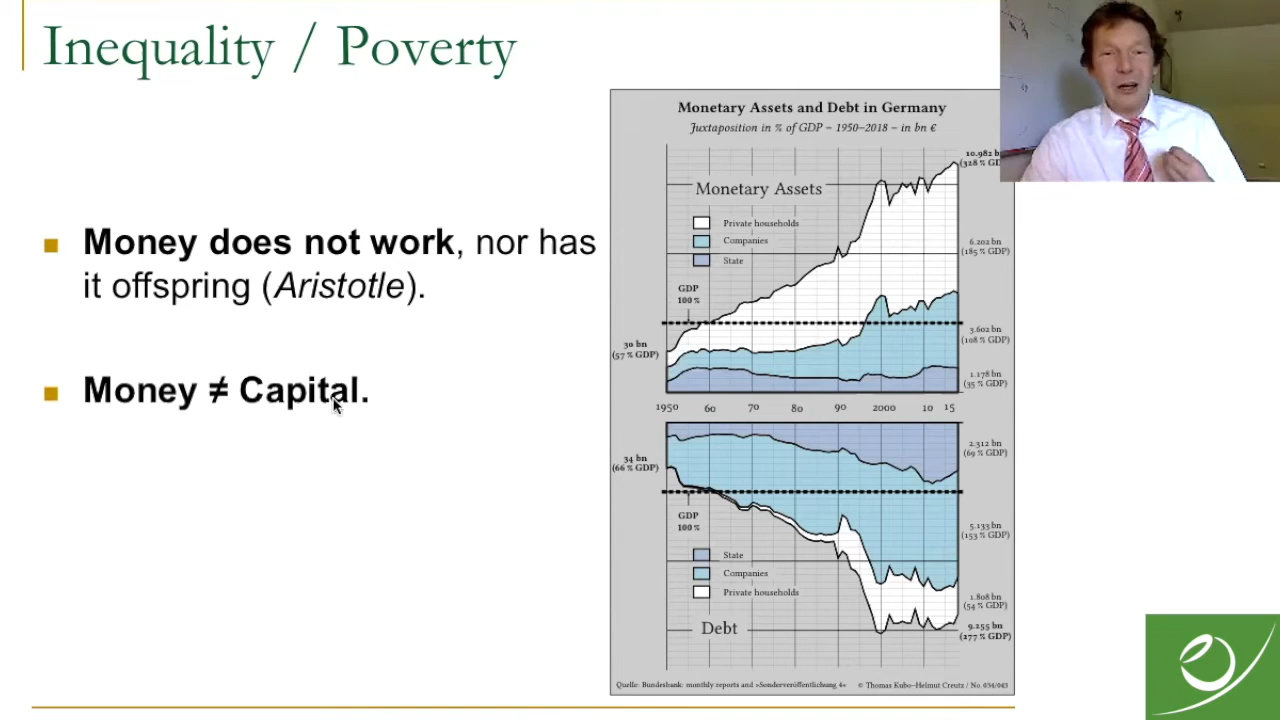 Inequality / Poverty
Money does not work, nor has
it offspring (Aristotle).
Money ≠ Capital.
Monetary Assets and Debt in Germany
Juxtaposition in % of GDP – 1950–2018 – in bn €
10.982 b
(328 % GD
Monetary Assets
Private households
Companies
State
6.202 bn
(185 % GDP)
GDP
100 %
3.602 bn
(108 % GDP)
30 bn
(57 % GDP)
1.178 bn
(35 % GDP)
1950 60 70 80 90 2000 10 15
2.312 bn
(69 % GDP)
34 bn
(66 % GDP)
GDP
100 %
5.133 bn
(153 % GDP)
State
Companies
Private households
1.808 bn
(54 % GDP)
Debt
9.255 bn
(277 % GDP)
Quelle: Bundesbank: monthly reports and »Sonderveröffentlichung 4« © Thomas Kubo–Helmut Creutz / No. 034/043